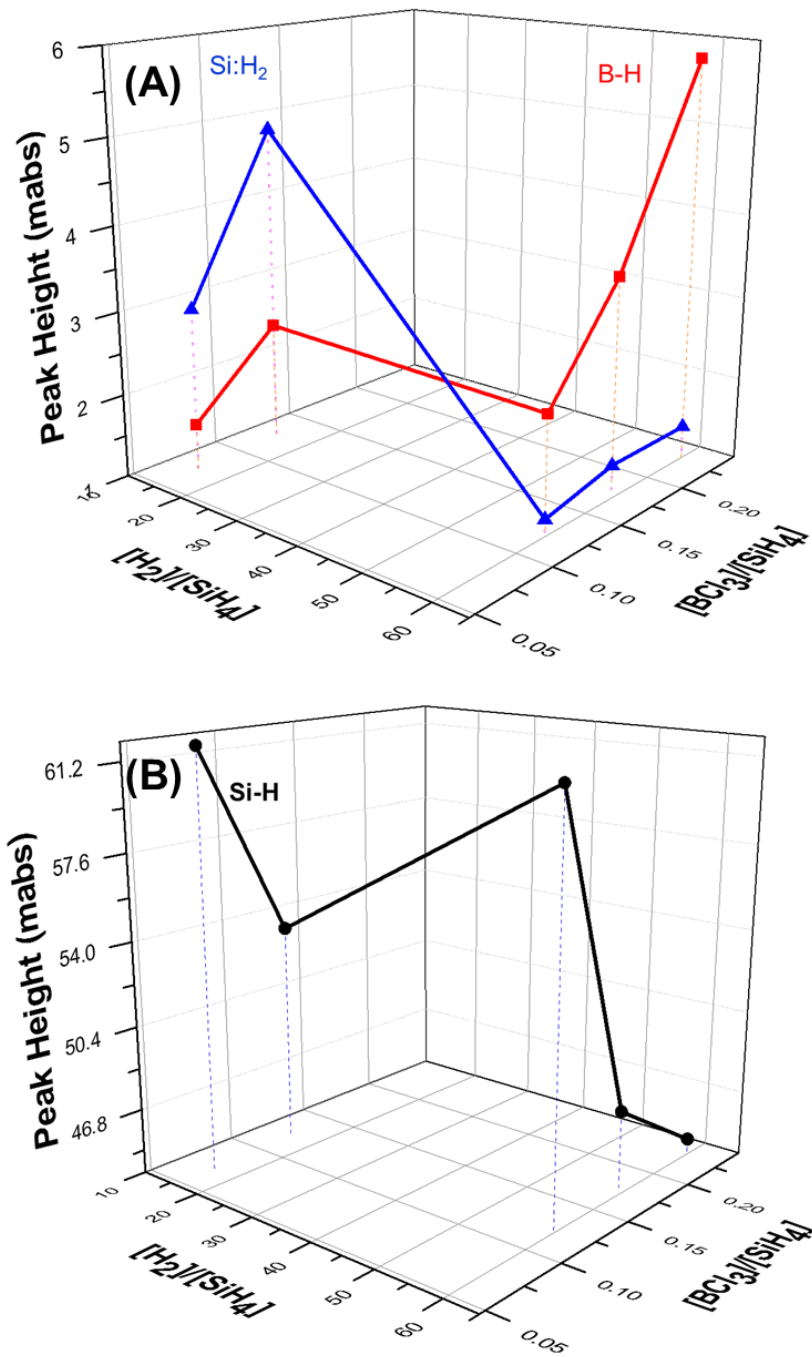 (A)
Si:H₂
B-H
Peak Height (mabs)
6
5
4
3
2
1
10
20
30
40
50
60
[H₂]/[SiH₄]
0.05
0.10
0.15
0.20
[BCl₃]/[SiH₄]
(B)
Si-H
Peak Height (mabs)
61.2
57.6
54.0
50.4
46.8
10
20
30
40
50
60
[H₂]/[SiH₄]
0.05
0.10
0.15
0.20
[BCl₃]/[SiH₄]